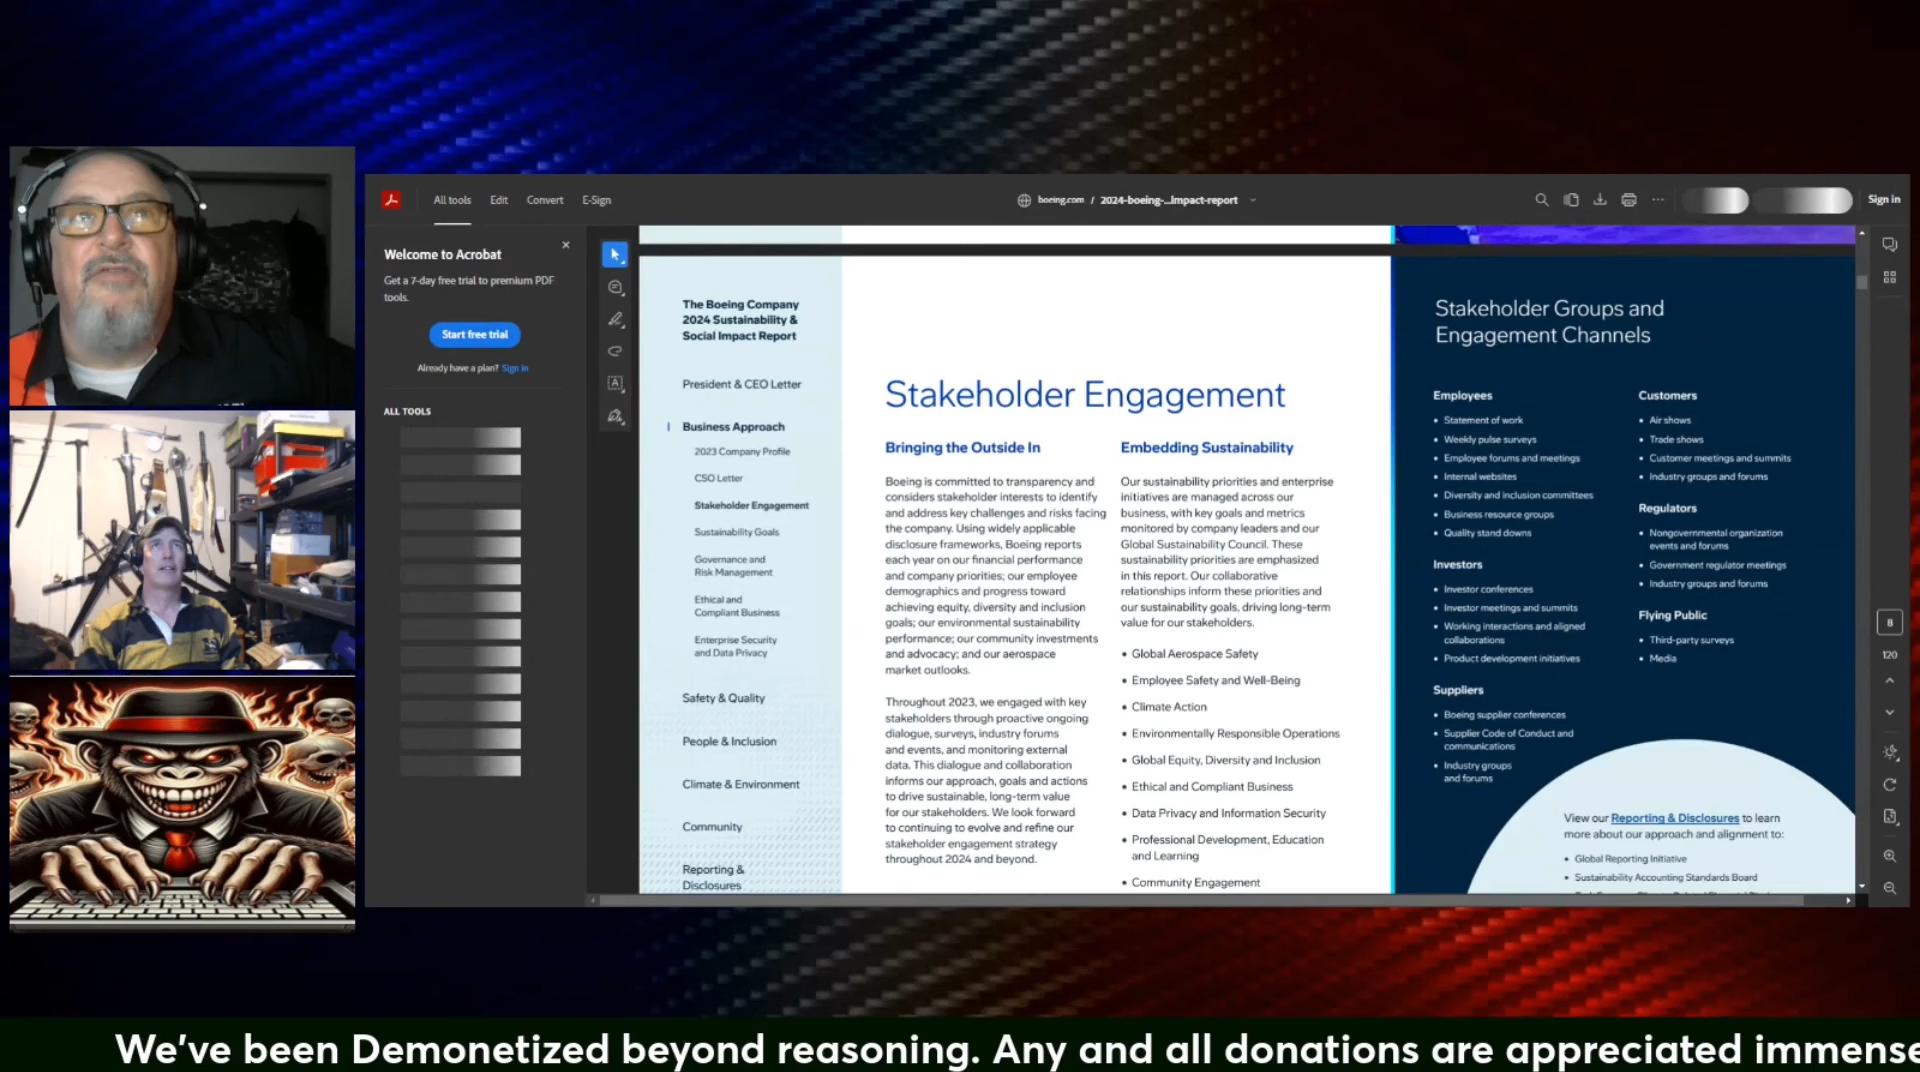 All tools Edit Convert E-Sign
boeing.com / 2024-boeing-...impact-report
Sign in
Welcome to Acrobat
Get a 7-day free trial to premium PDF
tools.
Start free trial
Already have a plan? Sign in
ALL TOOLS
The Boeing Company
2024 Sustainability &
Social Impact Report
President & CEO Letter
Business Approach
2023 Company Profile
CSO Letter
Stakeholder Engagement
Sustainability Goals
Governance and
Risk Management
Ethical and
Compliant Business
Enterprise Security
and Data Privacy
Safety & Quality
People & Inclusion
Climate & Environment
Community
Reporting &
Disclosures
Stakeholder Engagement
Bringing the Outside In
Boeing is committed to transparency and
considers stakeholder interests to identify
and address key challenges and risks facing
the company. Using widely applicable
disclosure frameworks, Boeing reports
each year on our financial performance
and company priorities; our employee
demographics and progress toward
achieving equity, diversity and inclusion
goals; our environmental sustainability
performance; our community investments
and advocacy; and our aerospace
market outlooks.
Throughout 2023, we engaged with key
stakeholders through proactive ongoing
dialogue, surveys, industry forums
and events, and monitoring external
data. This dialogue and collaboration
informs our approach, goals and actions
to drive sustainable, long-term value
for our stakeholders. We look forward
to continuing to evolve and refine our
stakeholder engagement strategy
throughout 2024 and beyond.
Embedding Sustainability
Our sustainability priorities and enterprise
initiatives are managed across our
business, with key goals and metrics
monitored by company leaders and our
Global Sustainability Council. These
sustainability priorities are emphasized
in this report. Our collaborative
relationships inform these priorities and
our sustainability goals, driving long-term
value for our stakeholders.
• Global Aerospace Safety
• Employee Safety and Well-Being
• Climate Action
• Environmentally Responsible Operations
• Global Equity, Diversity and Inclusion
• Ethical and Compliant Business
• Data Privacy and Information Security
• Professional Development, Education
and Learning
• Community Engagement
Stakeholder Groups and
Engagement Channels
Employees
• Statement of work
• Weekly pulse surveys
• Employee forums and meetings
• Internal websites
• Diversity and inclusion committees
• Business resource groups
• Quality stand downs
Investors
• Investor conferences
• Investor meetings and summits
• Working interactions and aligned
collaborations
• Product development initiatives
Suppliers
• Boeing supplier conferences
• Supplier Code of Conduct and
communications
• Industry groups
and forums
Customers
• Air shows
• Trade shows
• Customer meetings and summits
• Industry groups and forums
Regulators
• Nongovernmental organization
events and forums
• Government regulator meetings
• Industry groups and forums
Flying Public
• Third-party surveys
• Media
View our Reporting & Disclosures to learn
more about our approach and alignment to:
• Global Reporting Initiative
• Sustainability Accounting Standards Board
8
120
We've been Demonetized beyond reasoning. Any and all donations are appreciated immense